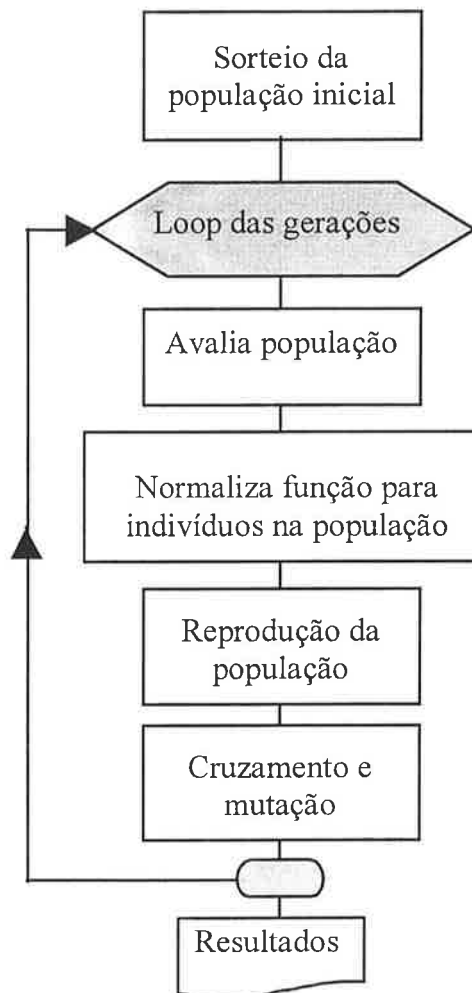 Sorteio da
população inicial
Loop das gerações
Avalia população
Normaliza função para
indivíduos na população
Reprodução da
população
Cruzamento e
mutação
Resultados